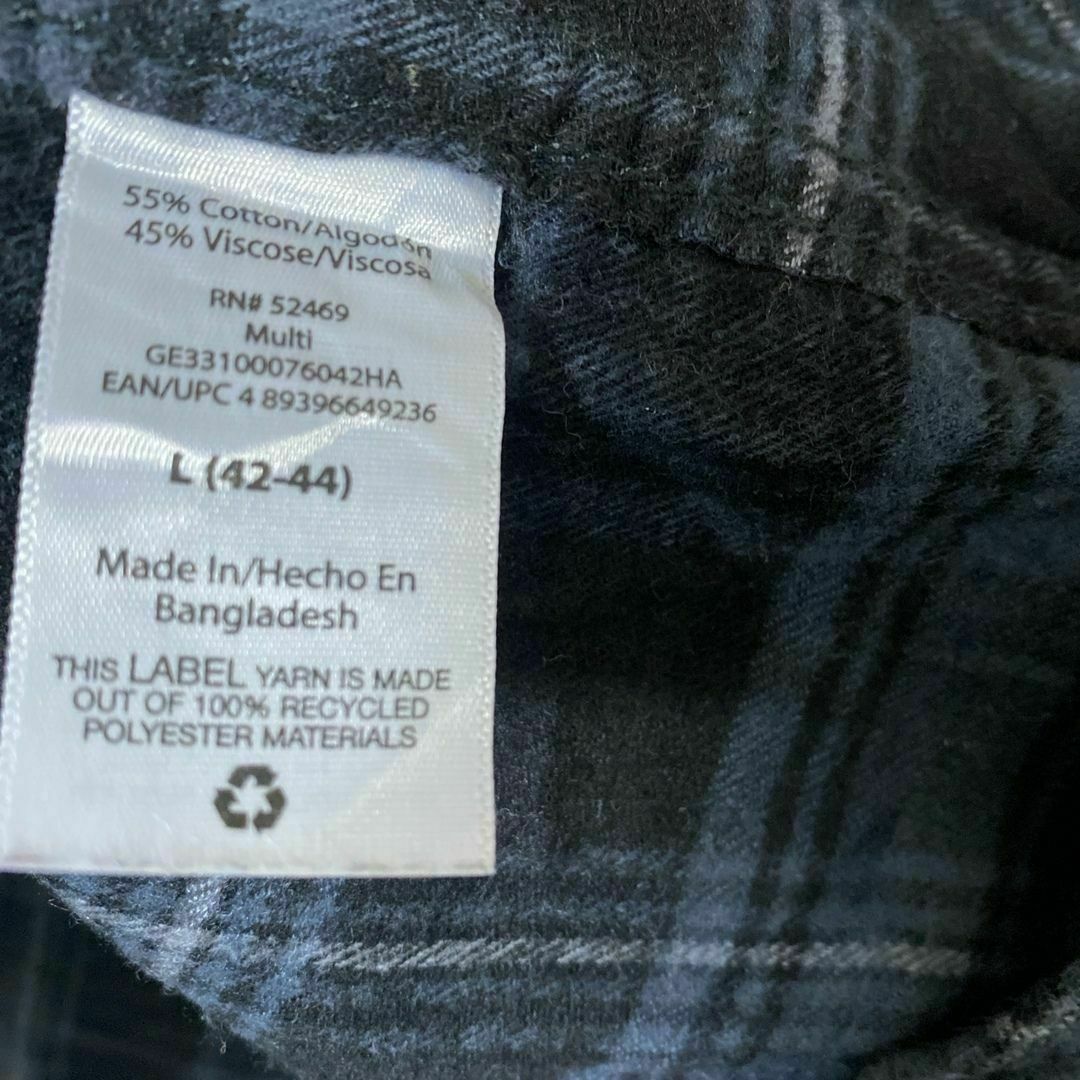 55% Cotton/Algodón
45% Viscose/Viscosa
RN# 52469
Multi
GE33100076042HA
EAN/UPC 4 89396649236
L (42-44)
Made In/Hecho En
Bangladesh
THIS LABEL YARN IS MADE
OUT OF 100% RECYCLED
POLYESTER MATERIALS